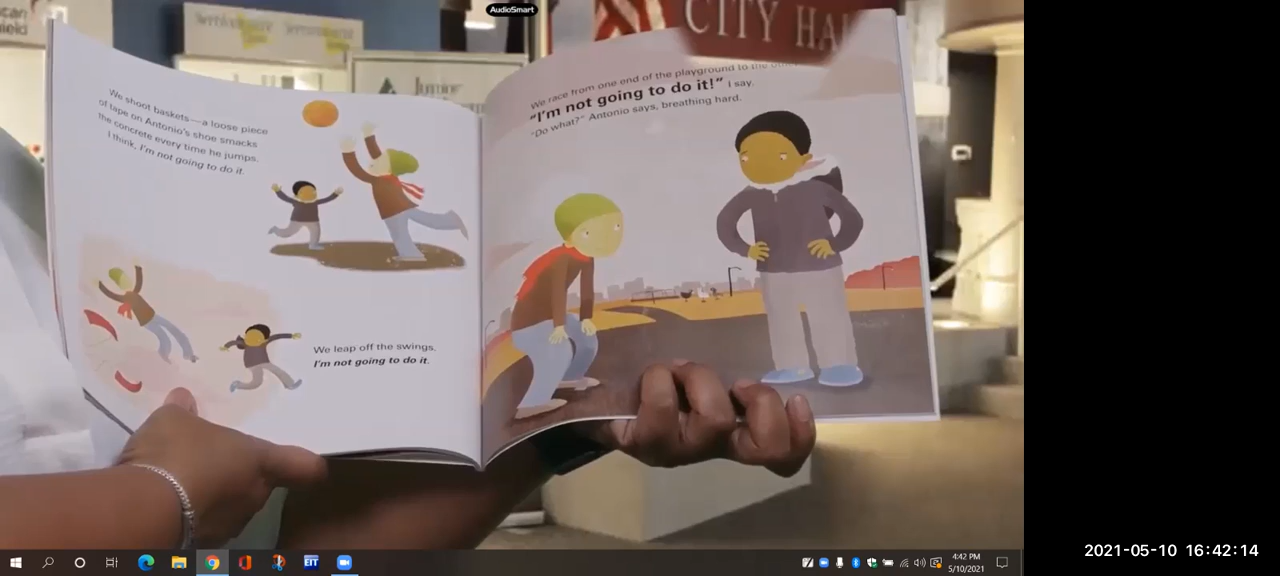 AudioSmart
CITY HA
We shoot baskets—a loose piece
of tape on Antonio's shoe smacks
the concrete every time he jumps.
I think, I'm not going to do it.
We leap off the swings.
I'm not going to do it.
We race from one end of the playground to the
"I'm not going to do it!" I say.
"Do what?" Antonio says, breathing hard.
EIT
4:42 PM
5/10/2021
2021-05-10 16:42:14